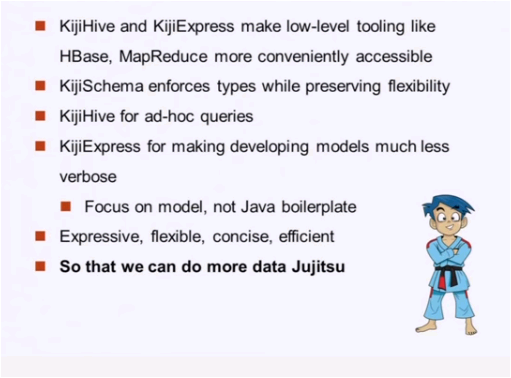 KijiHive and KijiExpress make low-level tooling like
HBase, MapReduce more conveniently accessible
KijiSchema enforces types while preserving flexibility
KijiHive for ad-hoc queries
KijiExpress for making developing models much less
verbose
Focus on model, not Java boilerplate
Expressive, flexible, concise, efficient
So that we can do more data Jujitsu